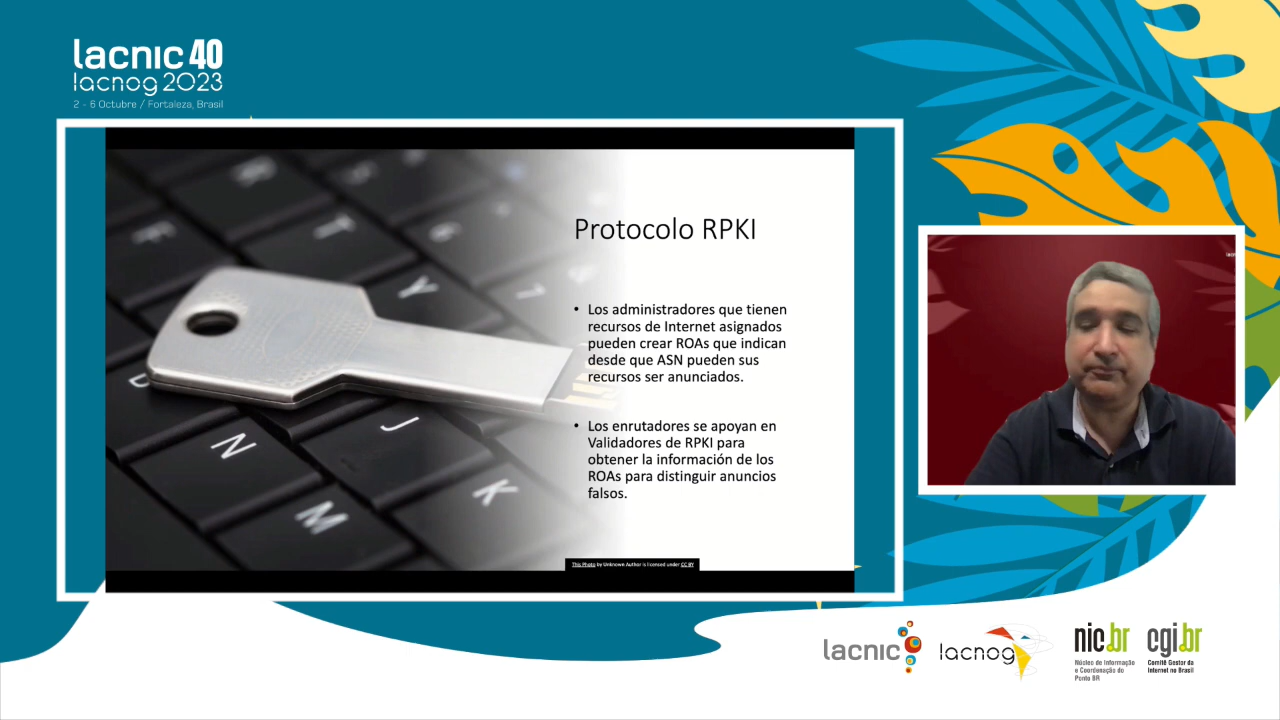 lacnic 40
lacnog 2023
2 - 6 Octubre / Fortaleza, Brasil
Protocolo RPKI
• Los administradores que tienen
recursos de Internet asignados
pueden crear ROAs que indican
desde que ASN pueden sus
recursos ser anunciados.
• Los enrutadores se apoyan en
Validadores de RPKI para
obtener la información de los
ROAs para distinguir anuncios
falsos.
This Photo by Unknown Author is licensed under CC BY
T
Y
J
N
K
M
lacnic
lacnog
nic.br
Núcleo de Informação
e Coordenação do
Ponto BR
cgi.br
Comitê Gestor da
Internet no Brasil